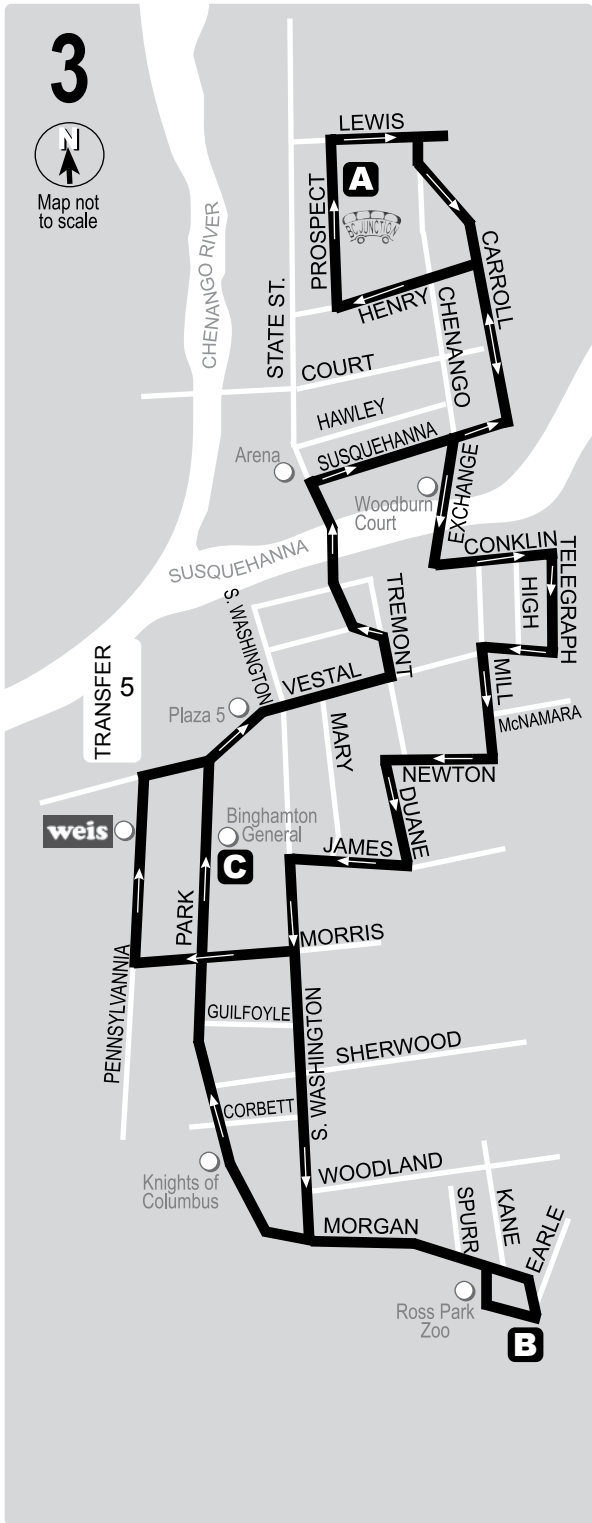 3
N
Map not
to scale
LEWIS
A
PROSPECT
BC JUNCTION
CARROLL
HENRY
CHENANGO RIVER
STATE ST.
CHENANGO
COURT
HAWLEY
SUSQUEHANNA
Arena
Woodburn
Court
EXCHANGE
SUSQUEHANNA
CONKLIN
TELEGRAPH
HIGH
TREMONT
S. WASHINGTON
VESTAL
MILL
McNAMARA
TRANSFER 5
Plaza 5
MARY
NEWTON
DUANE
weis
Binghamton
General
C
JAMES
PARK
MORRIS
PENNSYLVANNIA
GUILFOYLE
S. WASHINGTON
SHERWOOD
CORBETT
Knights of
Columbus
WOODLAND
MORGAN
SPURR
KANE
EARLE
Ross Park
Zoo
B